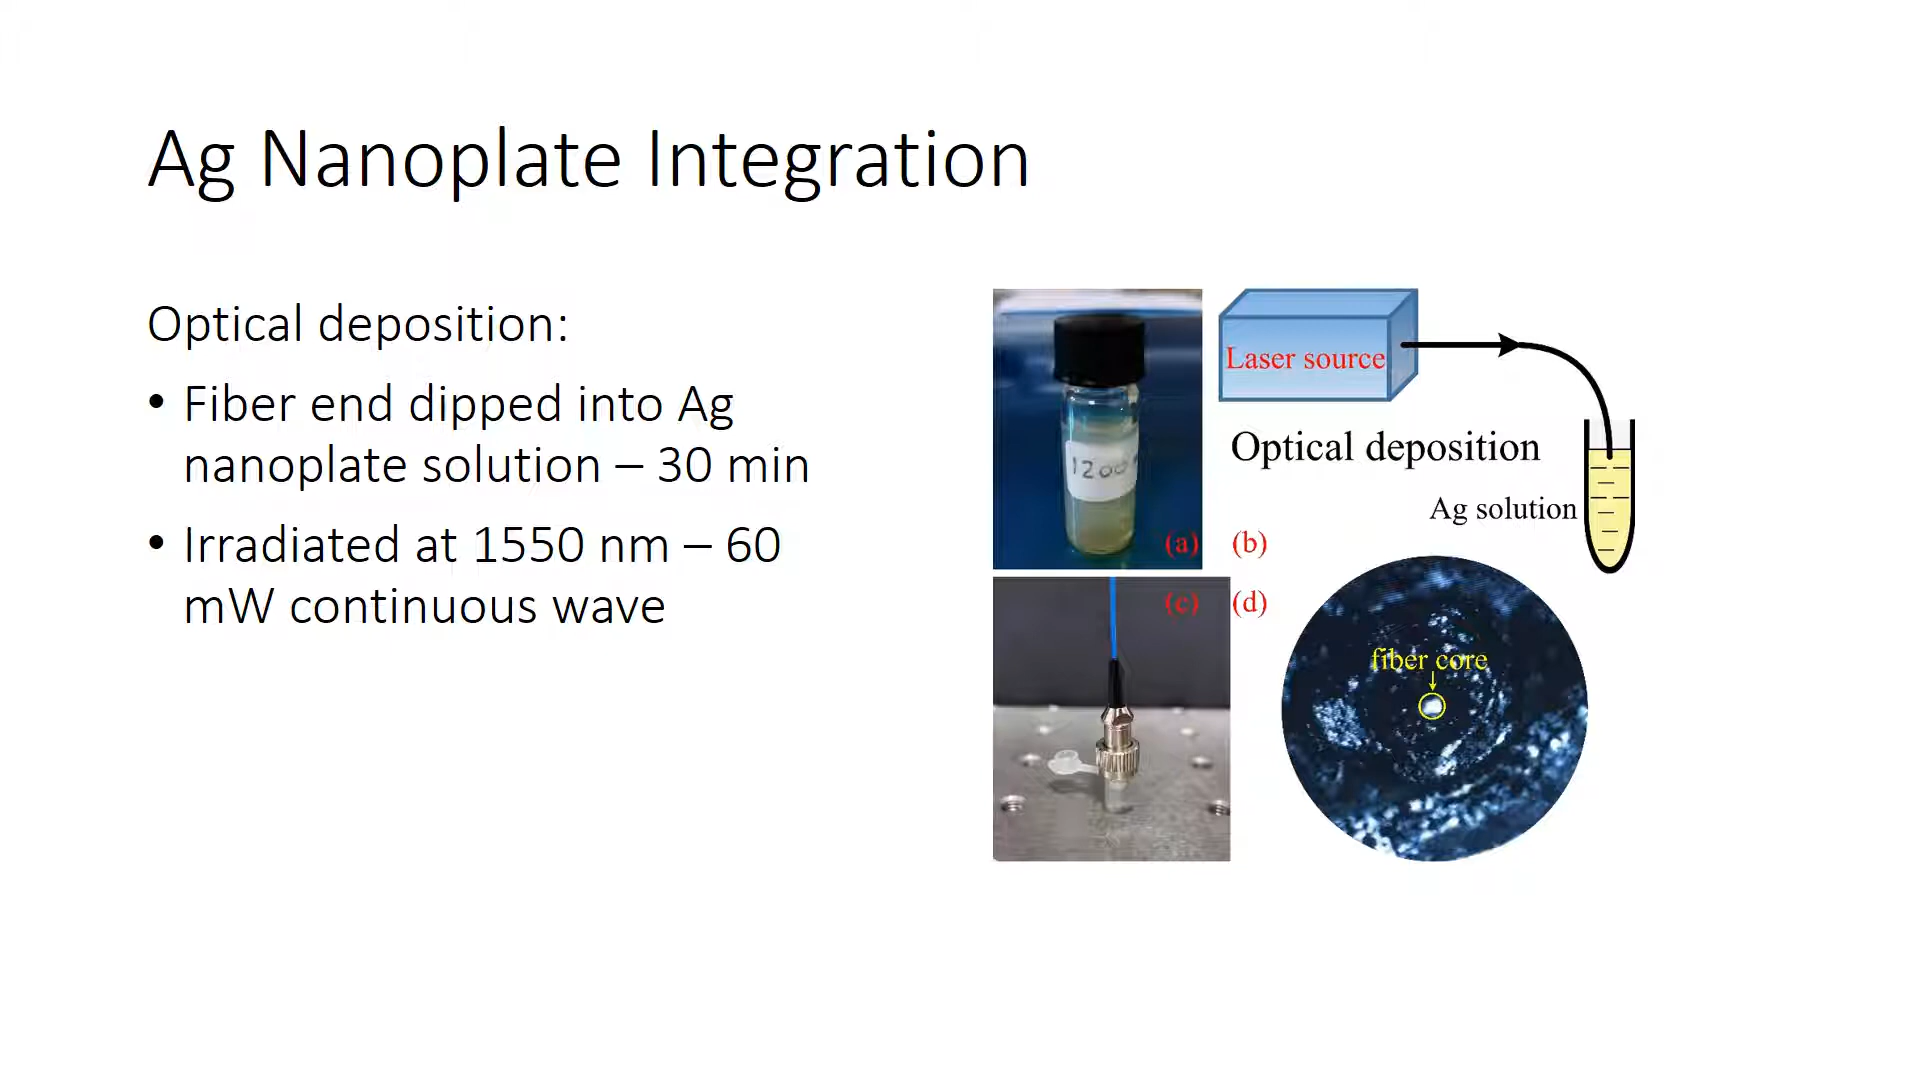 Ag Nanoplate Integration
Optical deposition:
• Fiber end dipped into Ag
nanoplate solution – 30 min
• Irradiated at 1550 nm – 60
mW continuous wave
Laser source
Optical deposition
Ag solution
(a)
(b)
(c)
(d)
fiber core